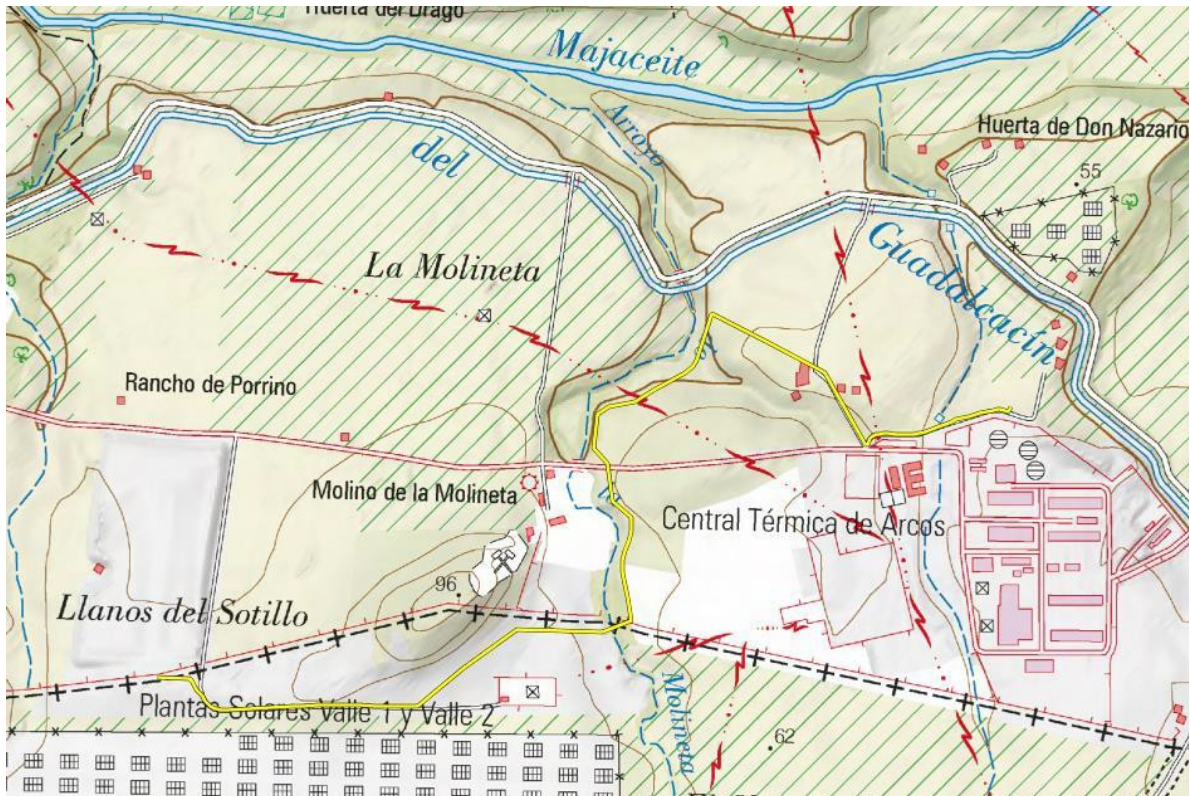 Huerta del Drago
Majaceite
Arroyo
Huerta de Don Nazario
55
del
Guadalcacín
La Molineta
Rancho de Porrino
Molino de la Molineta
la
Central Térmica de Arcos
96
Llanos del Sotillo
Plantas Solares Valle 1 y Valle 2
Molineta
62